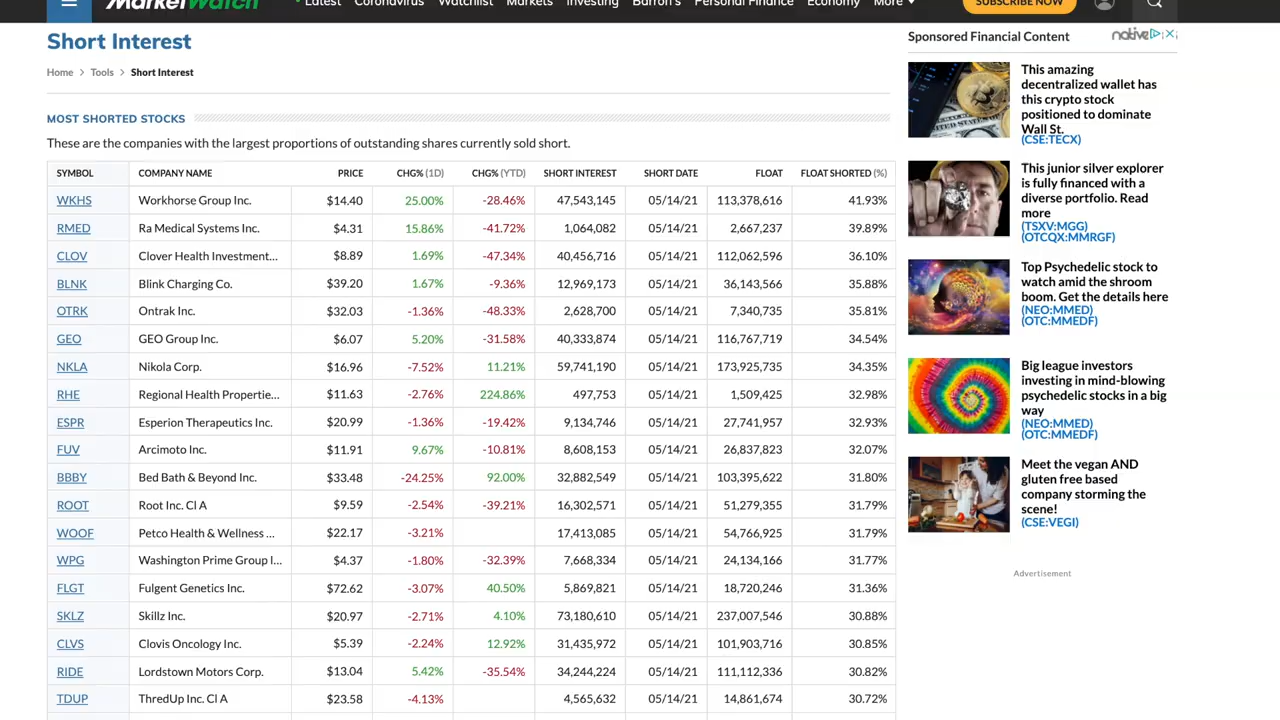 MarketWatch
Latest Coronavirus Watchlist Markets Investing Barron's Personal Finance Economy More
SUBSCRIBE NOW
Short Interest
Home > Tools > Short Interest
MOST SHORTED STOCKS
These are the companies with the largest proportions of outstanding shares currently sold short.
SYMBOL COMPANY NAME PRICE CHG% (1D) CHG% (YTD) SHORT INTEREST SHORT DATE FLOAT FLOAT SHORTED (%)
WKHS Workhorse Group Inc. $14.40 25.00% -28.46% 47,543,145 05/14/21 113,378,616 41.93%
RMED Ra Medical Systems Inc. $4.31 15.86% -41.72% 1,064,082 05/14/21 2,667,237 39.89%
CLOV Clover Health Investment... $8.89 1.69% -47.34% 40,456,716 05/14/21 112,062,596 36.10%
BLNK Blink Charging Co. $39.20 1.67% -9.36% 12,969,173 05/14/21 36,143,566 35.88%
OTRK Ontrak Inc. $32.03 -1.36% -48.33% 2,628,700 05/14/21 7,340,735 35.81%
GEO GEO Group Inc. $6.07 5.20% -31.58% 40,333,874 05/14/21 116,767,719 34.54%
NKLA Nikola Corp. $16.96 -7.52% 11.21% 59,741,190 05/14/21 173,925,735 34.35%
RHE Regional Health Propertie... $11.63 -2.76% 224.86% 497,753 05/14/21 1,509,425 32.98%
ESPR Esperion Therapeutics Inc. $20.99 -1.36% -19.42% 9,134,746 05/14/21 27,741,957 32.93%
FUV Arcimoto Inc. $11.91 9.67% -10.81% 8,608,153 05/14/21 26,837,823 32.07%
BBBY Bed Bath & Beyond Inc. $33.48 -24.25% 92.00% 32,882,549 05/14/21 103,395,622 31.80%
ROOT Root Inc. Cl A $9.59 -2.54% -39.21% 16,302,571 05/14/21 51,279,355 31.79%
WOOF Petco Health & Wellness ... $22.17 -3.21% 17,413,085 05/14/21 54,766,925 31.79%
WPG Washington Prime Group I... $4.37 -1.80% -32.39% 7,668,334 05/14/21 24,134,166 31.77%
FLGT Fulgent Genetics Inc. $72.62 -3.07% 40.50% 5,869,821 05/14/21 18,720,246 31.36%
SKLZ Skillz Inc. $20.97 -2.71% 4.10% 73,180,610 05/14/21 237,007,546 30.88%
CLVS Clovis Oncology Inc. $5.39 -2.24% 12.92% 31,435,972 05/14/21 101,903,716 30.85%
RIDE Lordstown Motors Corp. $13.04 5.42% -35.54% 34,244,224 05/14/21 111,112,336 30.82%
TDUP ThredUp Inc. Cl A $23.58 -4.13% 4,565,632 05/14/21 14,861,674 30.72%
Sponsored Financial Content
native
This amazing
decentralized wallet has
this crypto stock
positioned to dominate
Wall St.
(CSE:TECX)
This junior silver explorer
is fully financed with a
diverse portfolio. Read
more
(TSXV:MGG)
(OTCQX:MMRGF)
Top Psychedelic stock to
watch amid the shroom
boom. Get the details here
(NEO:MMED)
(OTC:MMEDF)
Big league investors
investing in mind-blowing
psychedelic stocks in a big
way
(NEO:MMED)
(OTC:MMEDF)
Meet the vegan AND
gluten free based
company storming the
scene!
(CSE:VEGI)
Advertisement